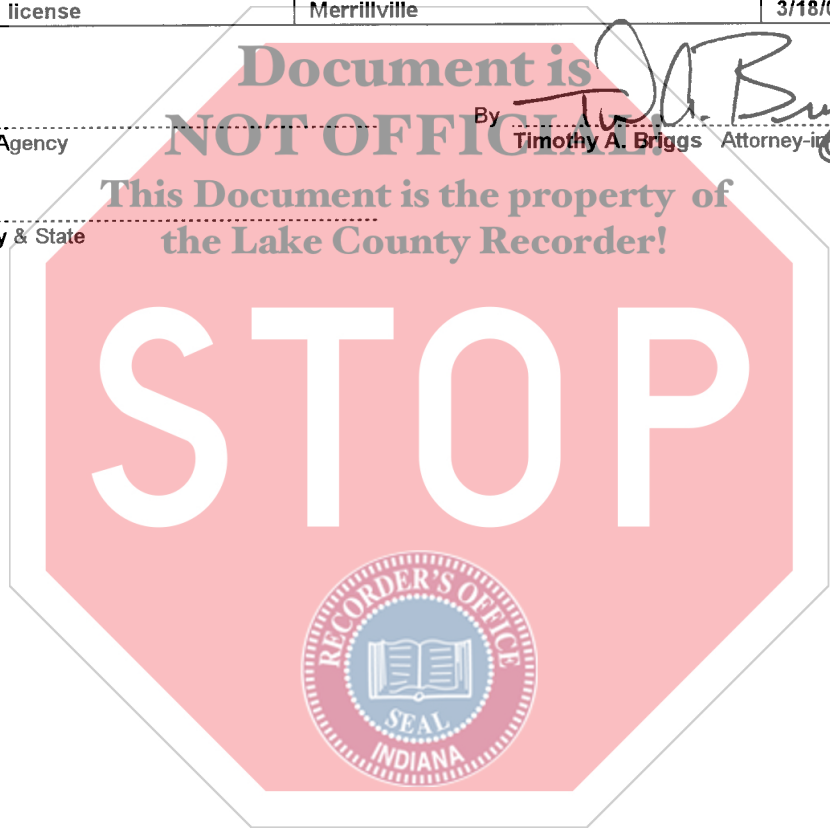 license Merrillville 3/18/0
Document is
By
NOT OFFICIAL!
Agency Timothy A. Briggs Attorney-in
This Document is the property of
y & State
the Lake County Recorder!
STOP
RECORDER'S OFFICE
SEAL
INDIANA